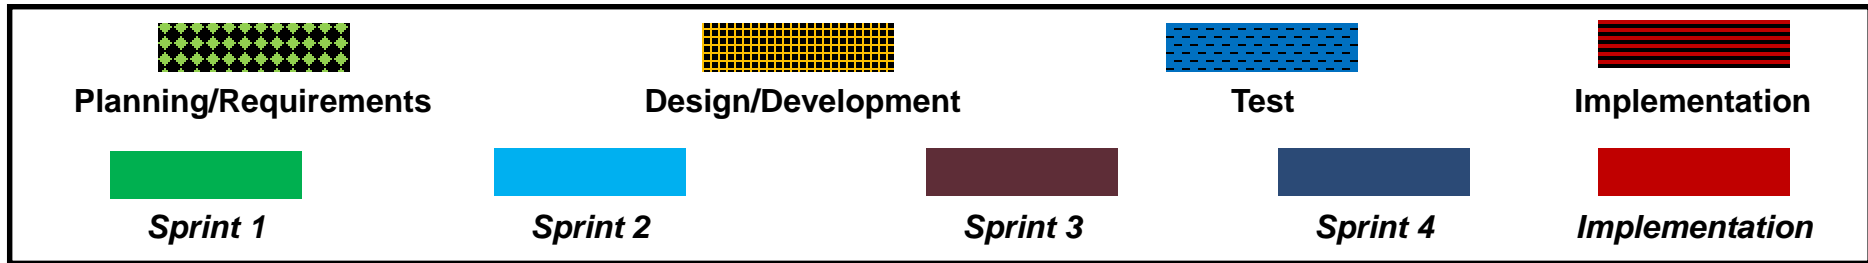 Planning/Requirements Design/Development Test Implementation
Sprint 1 Sprint 2 Sprint 3 Sprint 4 Implementation